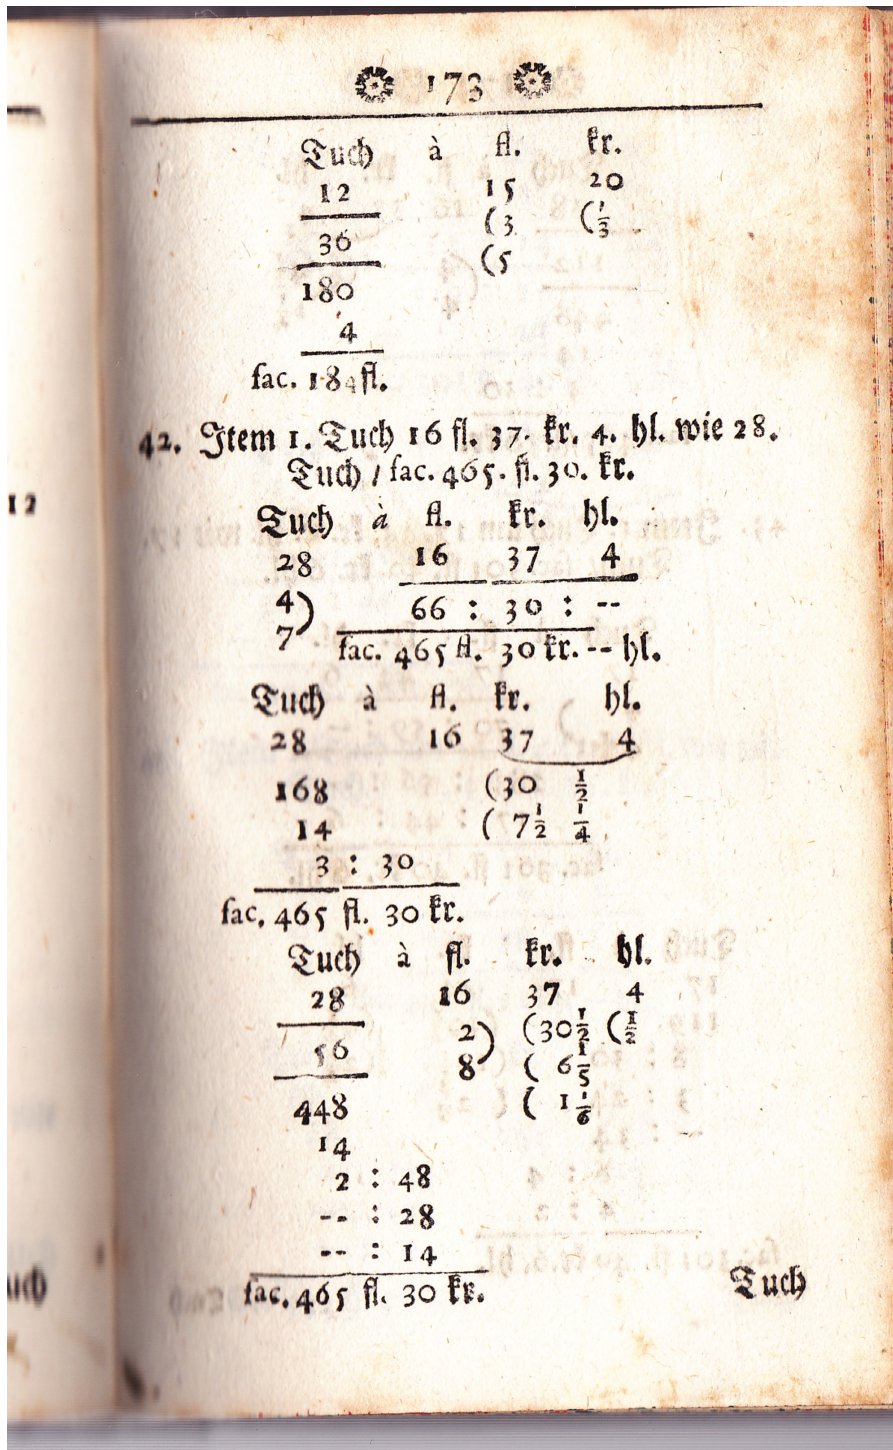 173
Tuch à fl. kr.
12 15 20
(3 (1/3
36 (5
180
4
fac. 184 fl.
42. Item 1. Tuch 16 fl. 37. kr. 4. hl. wie 28.
Tuch / fac. 465. fl. 30. kr.
Tuch à fl. kr. hl.
28 16 37 4
4) 66 : 30 : --
7
fac. 465 fl. 30 kr. -- hl.
Tuch à fl. kr. hl.
28 16 37 4
168 (30 1/2
14 ( 7 1/2 1/4
3 : 30
fac. 465 fl. 30 kr.
Tuch à fl. kr. hl.
28 16 37 4
2) (30 1/2 (1/2
56 8 ( 6 1/5
448 ( 1 1/6
14
2 : 48
-- : 28
-- : 14
fac. 465 fl. 30 kr.
Tuch
12